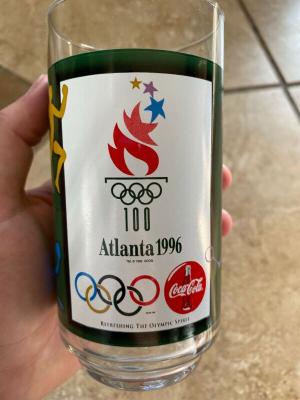 100
Atlanta 1996
Coca-Cola
REFRESHING THE OLYMPIC SPIRIT